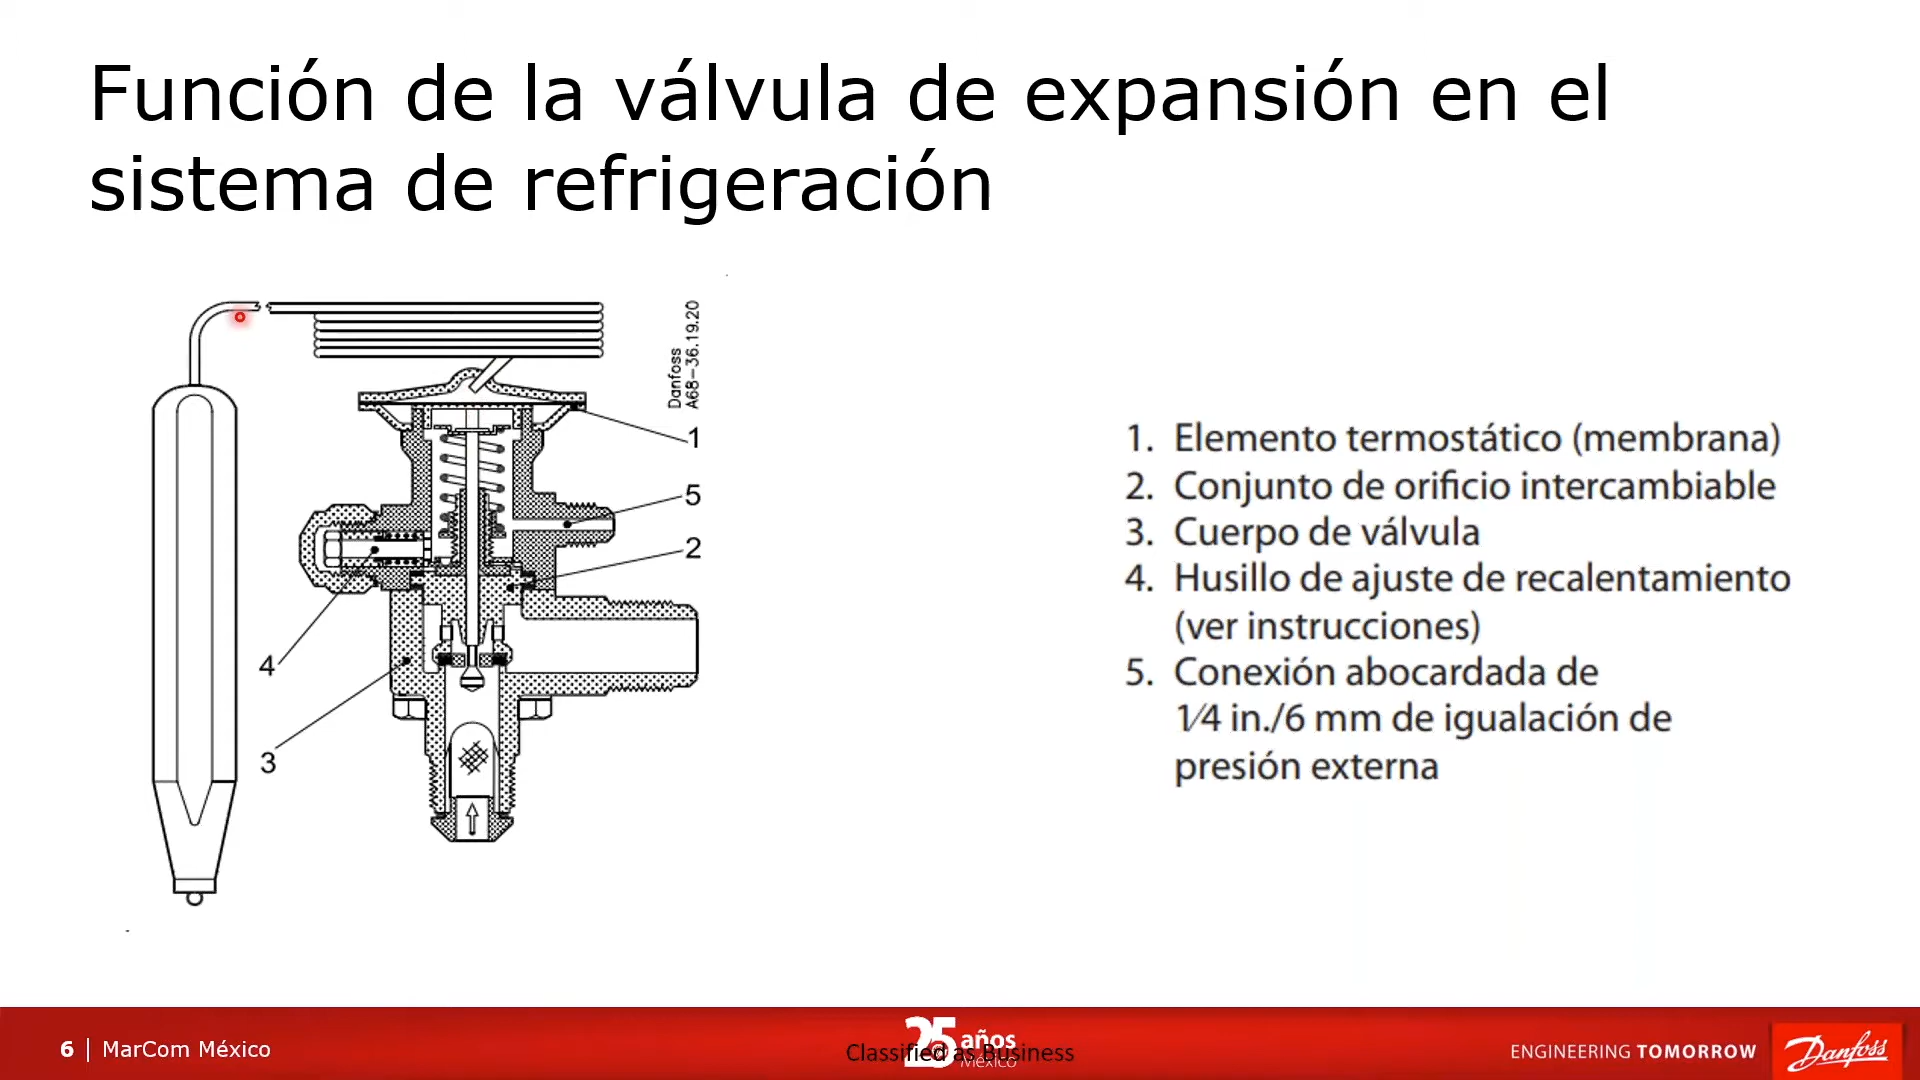 Función de la válvula de expansión en el
sistema de refrigeración
Danfoss
A68-36.19.20
1
5
2
4
3
1. Elemento termostático (membrana)
2. Conjunto de orificio intercambiable
3. Cuerpo de válvula
4. Husillo de ajuste de recalentamiento
(ver instrucciones)
5. Conexión abocardada de
1⁄4 in./6 mm de igualación de
presión externa
6 | MarCom México
25 años
México
Classified as Business
ENGINEERING TOMORROW
Danfoss